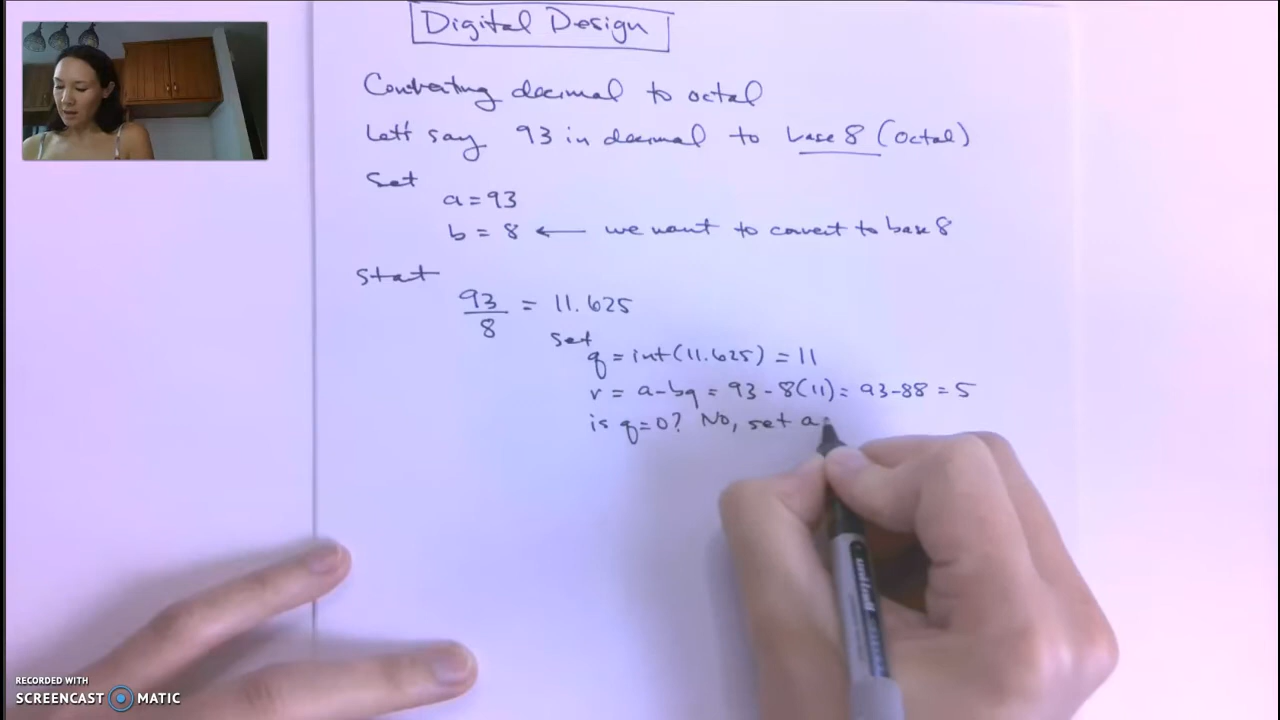 Digital Design
Converting decimal to octal
Let's say 93 in decimal to base 8 (octal)
Set
a = 93
b = 8 ← we want to convert to base 8
Start
93/8 = 11.625
set
q = int(11.625) = 11
r = a-bq = 93 - 8(11) = 93-88 = 5
is q=0? No, set a
RECORDED WITH
SCREENCAST MATIC